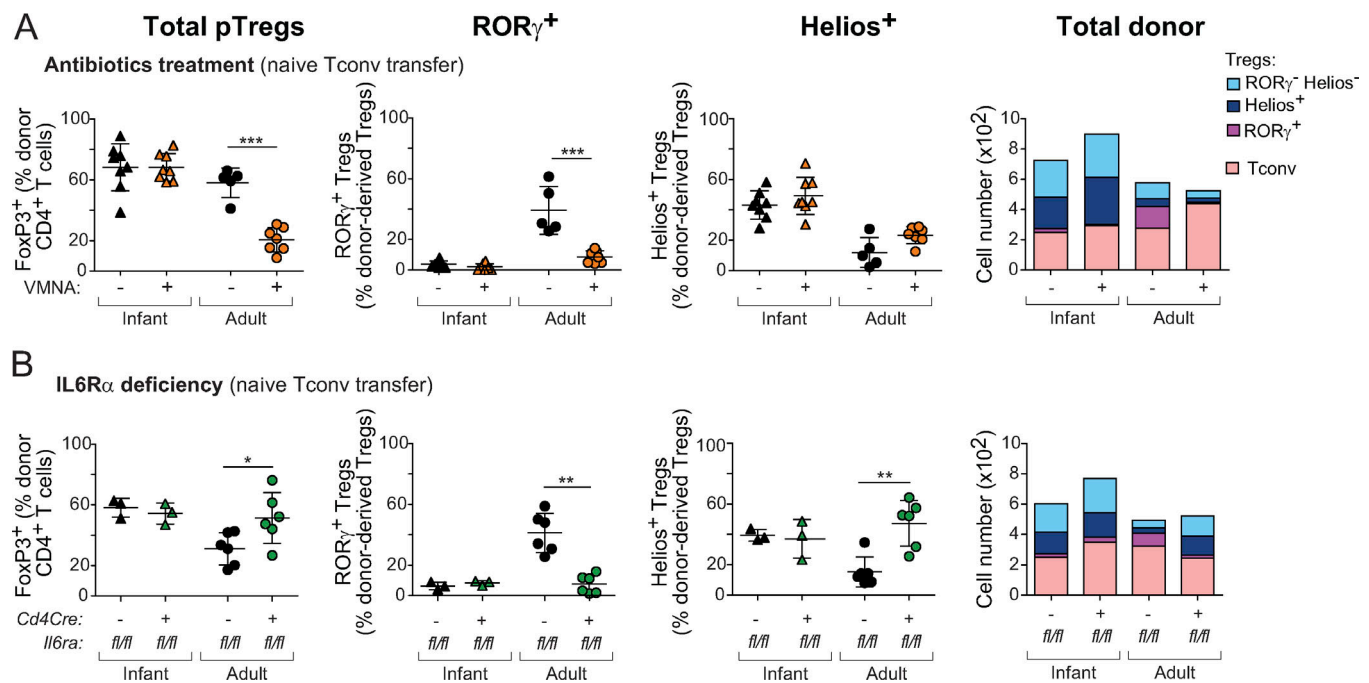 A
Total pTregs
RORγ+
Helios+
Total donor
Antibiotics treatment (naive Tconv transfer)
Tregs:
RORγ- Helios-
Helios+
RORγ+
Tconv
FoxP3+ (% donor
CD4+ T cells)
100
60
20
0
***
RORγ+ Tregs
(% donor-derived Tregs)
100
60
20
0
***
Helios+ Tregs
(% donor-derived Tregs)
100
60
20
0
Cell number (x10²)
10
8
6
4
2
0
VMNA: - + - +
Infant Adult
- + - +
Infant Adult
- + - +
Infant Adult
- + - +
Infant Adult
B
IL6Rα deficiency (naive Tconv transfer)
FoxP3+ (% donor
CD4+ T cells)
100
60
20
0
*
RORγ+ Tregs
(% donor-derived Tregs)
100
60
20
0
**
Helios+ Tregs
(% donor-derived Tregs)
100
60
20
0
**
Cell number (x10²)
10
8
6
4
2
0
Cd4Cre: - + - +
Il6ra: fl/fl fl/fl fl/fl fl/fl
Infant Adult
- + - +
fl/fl fl/fl fl/fl fl/fl
Infant Adult
- + - +
fl/fl fl/fl fl/fl fl/fl
Infant Adult
- + - +
fl/fl fl/fl fl/fl fl/fl
Infant Adult